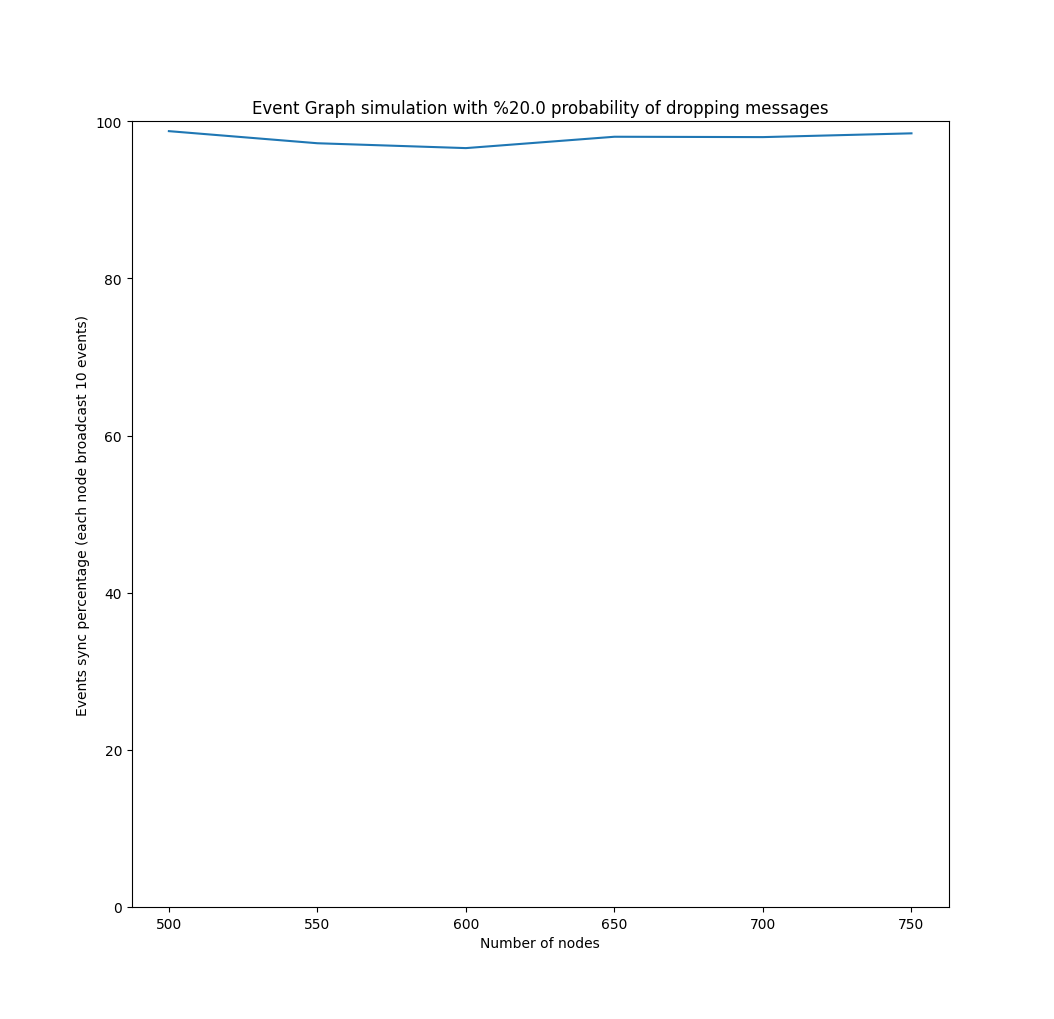 Event Graph simulation with %20.0 probability of dropping messages
100
80
60
40
20
0
Events sync percentage (each node broadcast 10 events)
500 550 600 650 700 750
Number of nodes